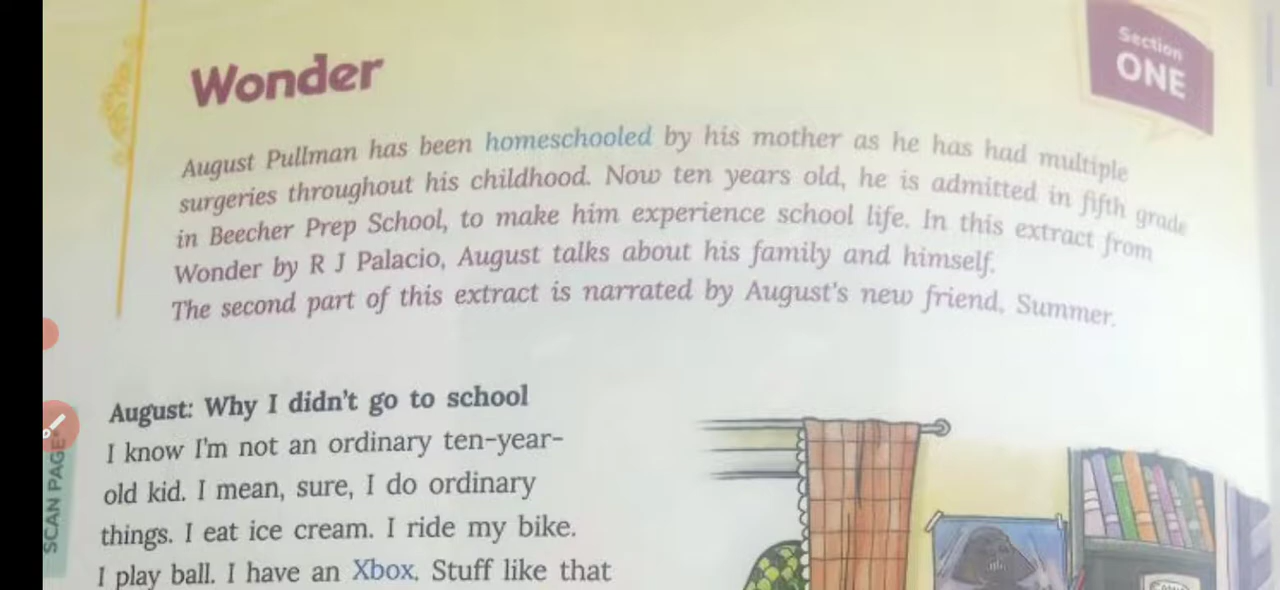 Section
ONE
Wonder
August Pullman has been homeschooled by his mother as he has had multiple
surgeries throughout his childhood. Now ten years old, he is admitted in fifth grade
in Beecher Prep School, to make him experience school life. In this extract from
Wonder by R J Palacio, August talks about his family and himself.
The second part of this extract is narrated by August's new friend, Summer.
August: Why I didn't go to school
I know I'm not an ordinary ten-year-
old kid. I mean, sure, I do ordinary
things. I eat ice cream. I ride my bike.
I play ball. I have an Xbox. Stuff like that
SCAN PAGE